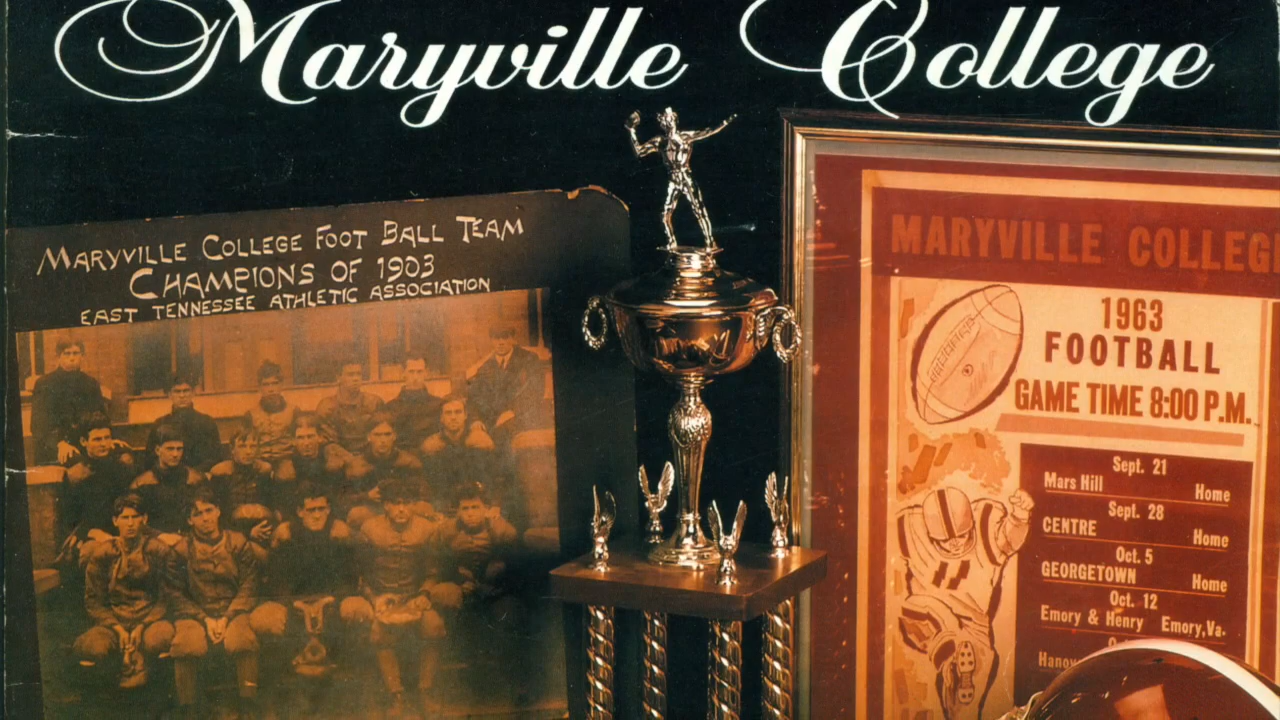 Maryville College
MARYVILLE COLLEGE FOOT BALL TEAM
CHAMPIONS OF 1903
EAST TENNESSEE ATHLETIC ASSOCIATION
MARYVILLE COLLEG
1963
FOOTBALL
GAME TIME 8:00 P.M.
Sept. 21
Mars Hill Home
Sept. 28
CENTRE Home
Oct. 5
GEORGETOWN Home
Oct. 12
Emory & Henry Emory, Va.
Hanov